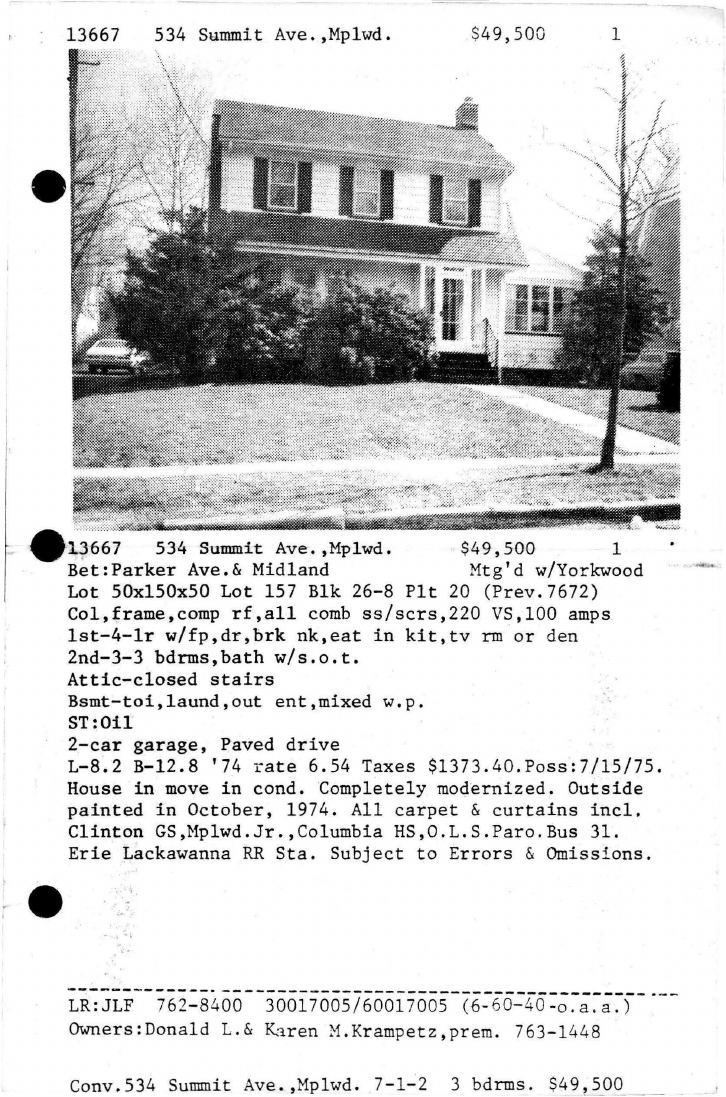 13667 534 Summit Ave.,Mplwd. $49,500 1
13667 534 Summit Ave.,Mplwd. $49,500 1
Bet:Parker Ave.& Midland Mtg'd w/Yorkwood
Lot 50x150x50 Lot 157 Blk 26-8 Plt 20 (Prev.7672)
Col,frame,comp rf,all comb ss/scrs,220 VS,100 amps
1st-4-lr w/fp,dr,brk nk,eat in kit,tv rm or den
2nd-3-3 bdrms,bath w/s.o.t.
Attic-closed stairs
Bsmt-toi,laund,out ent,mixed w.p.
ST:Oil
2-car garage, Paved drive
L-8.2 B-12.8 '74 rate 6.54 Taxes $1373.40.Poss:7/15/75.
House in move in cond. Completely modernized. Outside
painted in October, 1974. All carpet & curtains incl.
Clinton GS,Mplwd.Jr.,Columbia HS,O.L.S.Paro.Bus 31.
Erie Lackawanna RR Sta. Subject to Errors & Omissions.
LR:JLF 762-8400 30017005/60017005 (6-60-40-o.a.a.)
Owners:Donald L.& Karen M.Krampetz,prem. 763-1448
Conv.534 Summit Ave.,Mplwd. 7-1-2 3 bdrms. $49,500